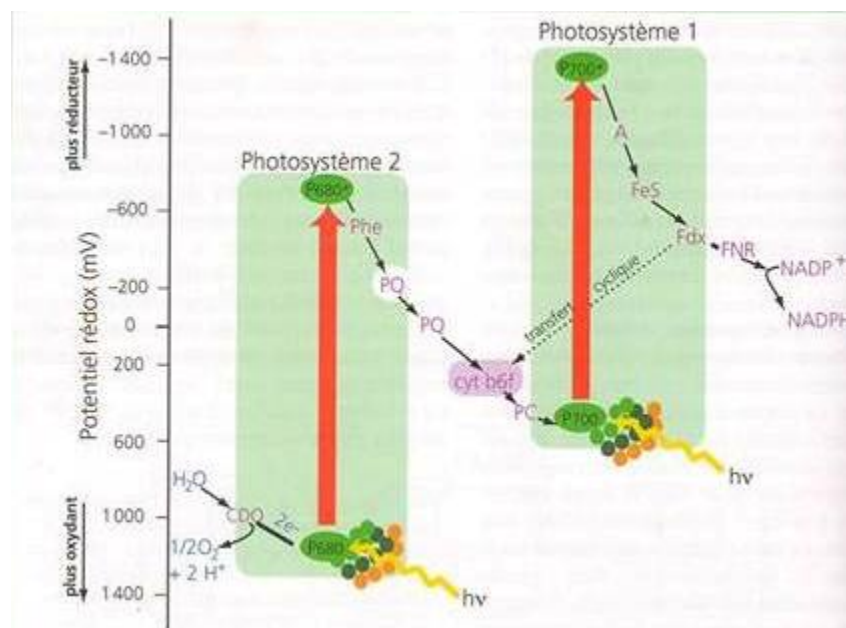 Photosystème 1
−1400
P700*
plus réducteur
A
−1000
Photosystème 2
P680*
FeS
−600
Phe
Fdx
FNR
NADP +
Potentiel rédox (mV)
PQ
−200
transfert cyclique
0
PQ
NADPH
200
cyt b6f
PC
P700
600
hν
H₂O
CDO
2e-
1000
plus oxydant
1/2O₂
+ 2 H⁺
P680
1400
hν